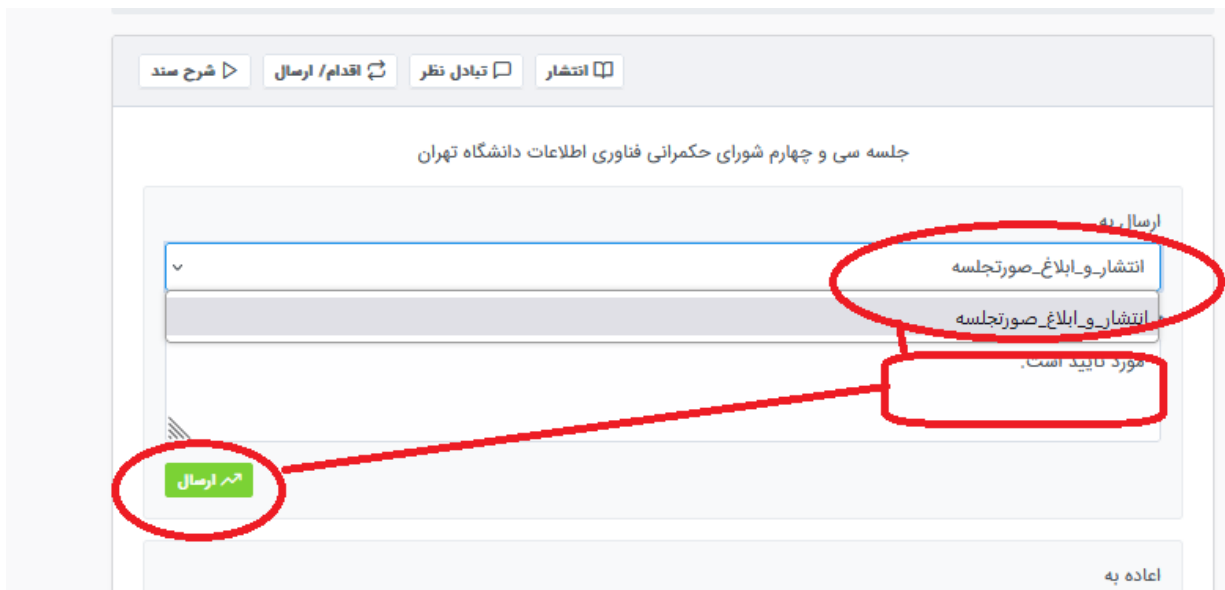 انتشار تبادل نظر اقدام/ ارسال شرح سند
جلسه سی و چهارم شورای حکمرانی فناوری اطلاعات دانشگاه تهران
ارسال به
انتشار_و_ابلاغ_صورتجلسه
انتشار_و_ابلاغ_صورتجلسه
مورد تایید است.
ارسال
اعاده به